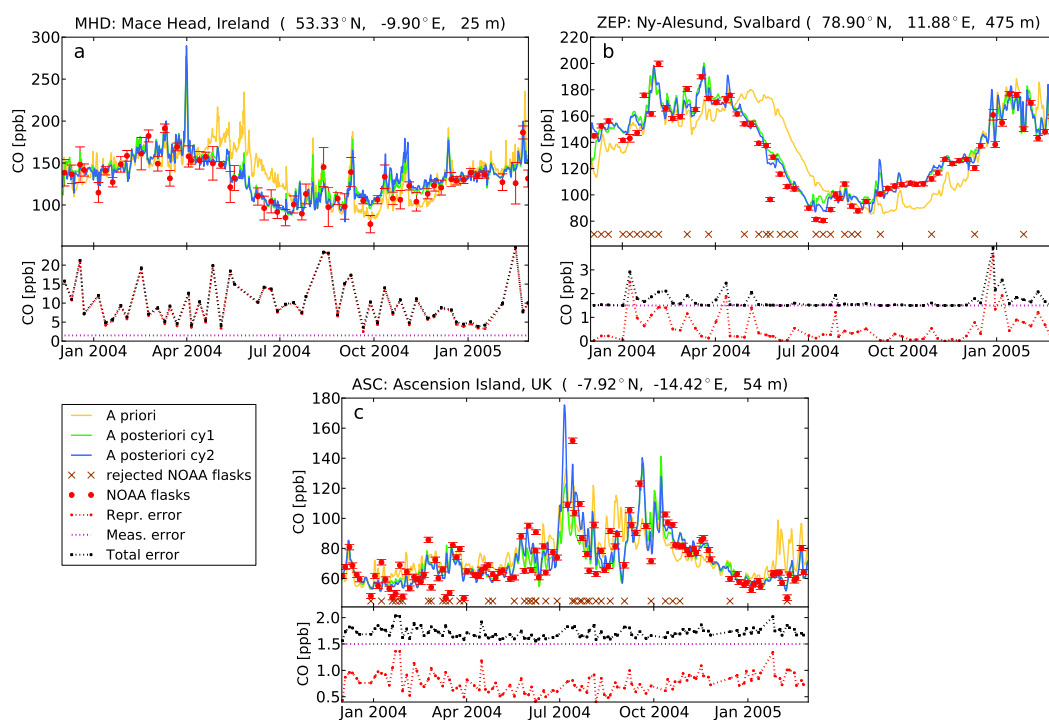 MHD: Mace Head, Ireland ( 53.33°N, -9.90°E, 25 m)
a
CO [ppb]
300
250
200
150
100
CO [ppb]
20
15
10
5
0
Jan 2004 Apr 2004 Jul 2004 Oct 2004 Jan 2005
ZEP: Ny-Alesund, Svalbard ( 78.90°N, 11.88°E, 475 m)
b
CO [ppb]
220
200
180
160
140
120
100
80
CO [ppb]
3
2
1
0
Jan 2004 Apr 2004 Jul 2004 Oct 2004 Jan 2005
A priori
A posteriori cy1
A posteriori cy2
rejected NOAA flasks
NOAA flasks
Repr. error
Meas. error
Total error
ASC: Ascension Island, UK ( -7.92°N, -14.42°E, 54 m)
c
CO [ppb]
180
160
140
120
100
80
60
CO [ppb]
2.0
1.5
1.0
0.5
Jan 2004 Apr 2004 Jul 2004 Oct 2004 Jan 2005